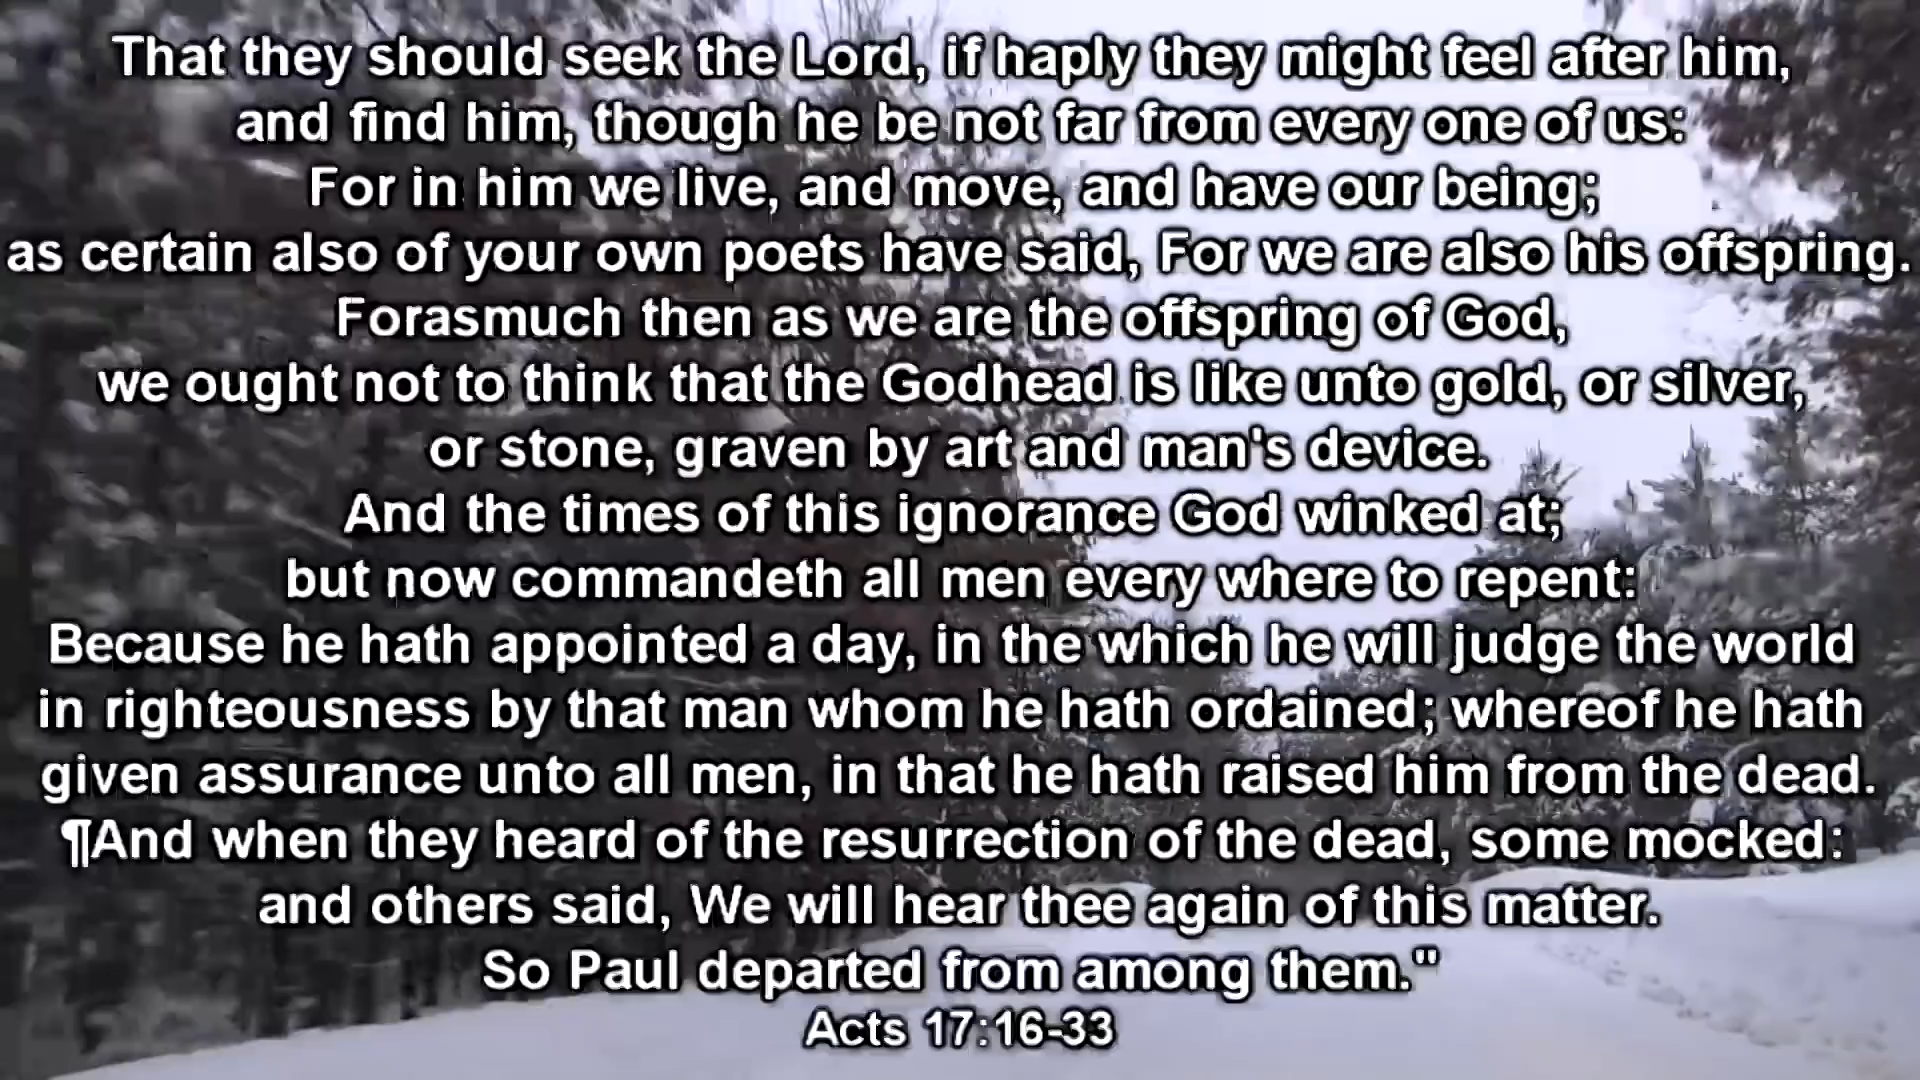 That they should seek the Lord, if haply they might feel after him,
and find him, though he be not far from every one of us:
For in him we live, and move, and have our being;
as certain also of your own poets have said, For we are also his offspring.
Forasmuch then as we are the offspring of God,
we ought not to think that the Godhead is like unto gold, or silver,
or stone, graven by art and man's device.
And the times of this ignorance God winked at;
but now commandeth all men every where to repent:
Because he hath appointed a day, in the which he will judge the world
in righteousness by that man whom he hath ordained; whereof he hath
given assurance unto all men, in that he hath raised him from the dead.
¶And when they heard of the resurrection of the dead, some mocked:
and others said, We will hear thee again of this matter.
So Paul departed from among them."
Acts 17:16-33